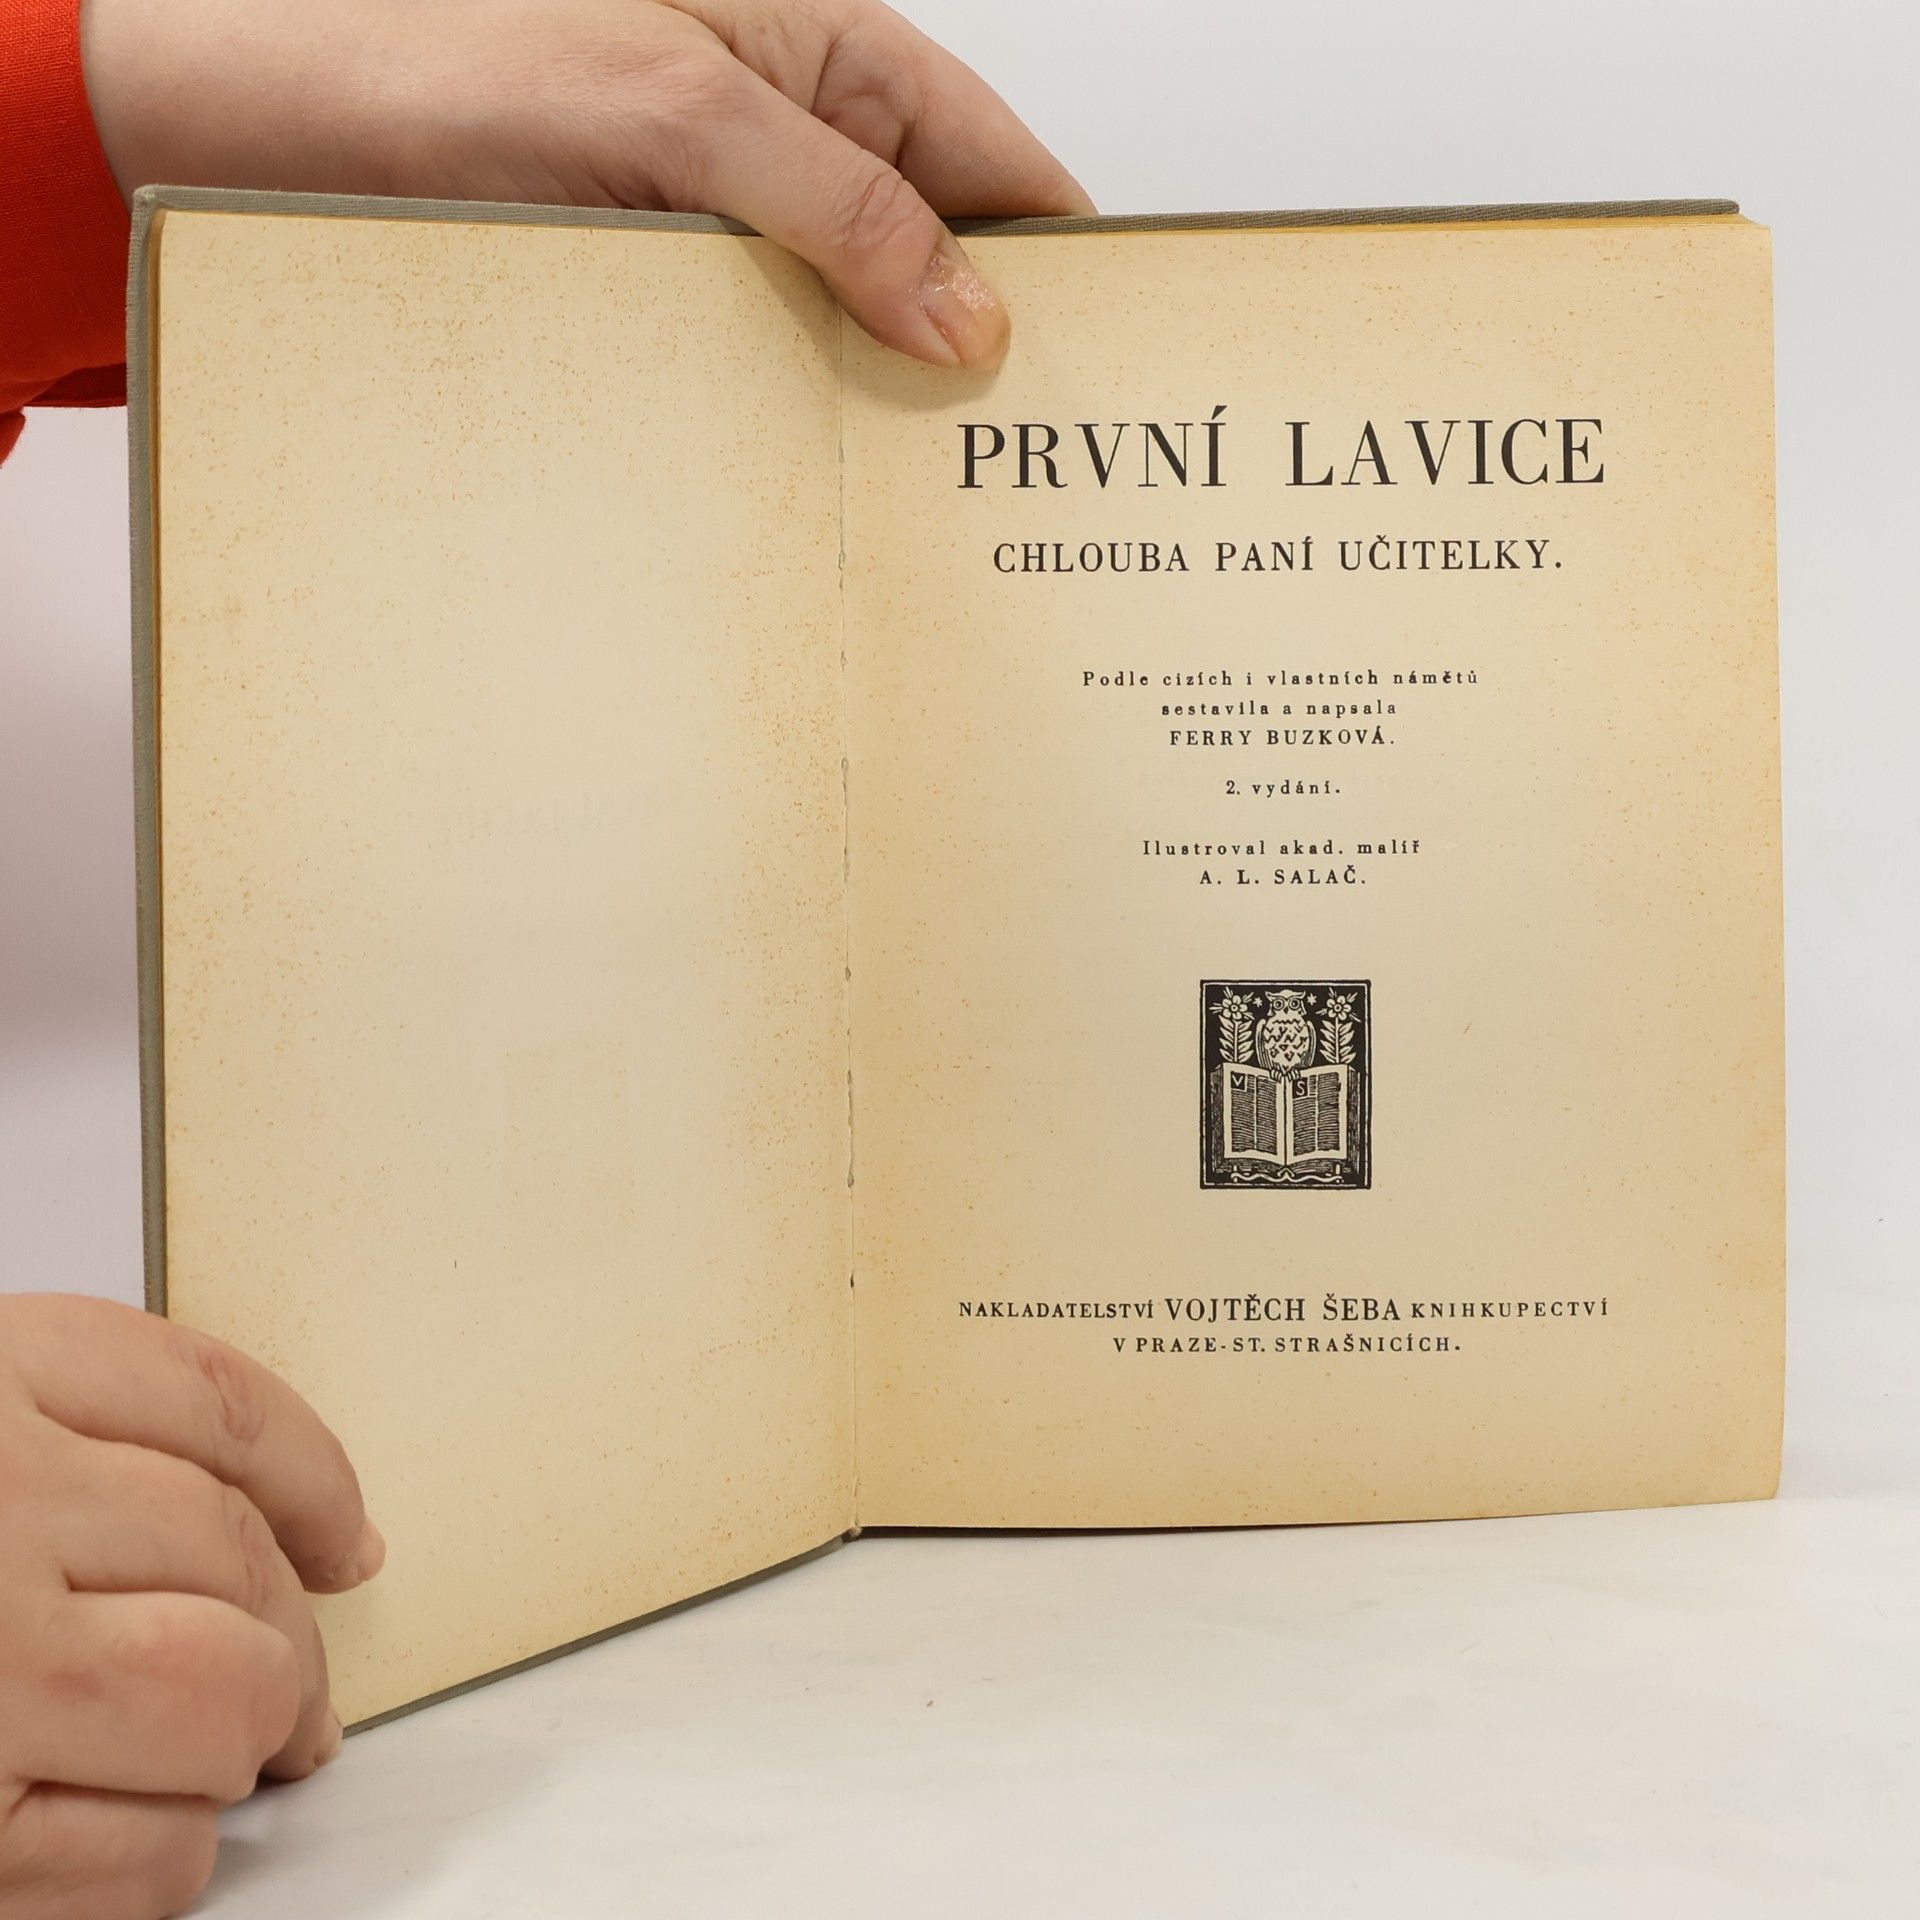 PRVNÍ LAVICE
CHLOUBA PANÍ UČITELKY.
Podle cizích i vlastních námětů
sestavila a napsala
FERRY BUZKOVÁ.
2. vydání.
Ilustroval akad. malíř
A. L. SALAČ.
V S
NAKLADATELSTVÍ VOJTĚCH ŠEBA KNIHKUPECTVÍ
V PRAZE-ST. STRAŠNICÍCH.